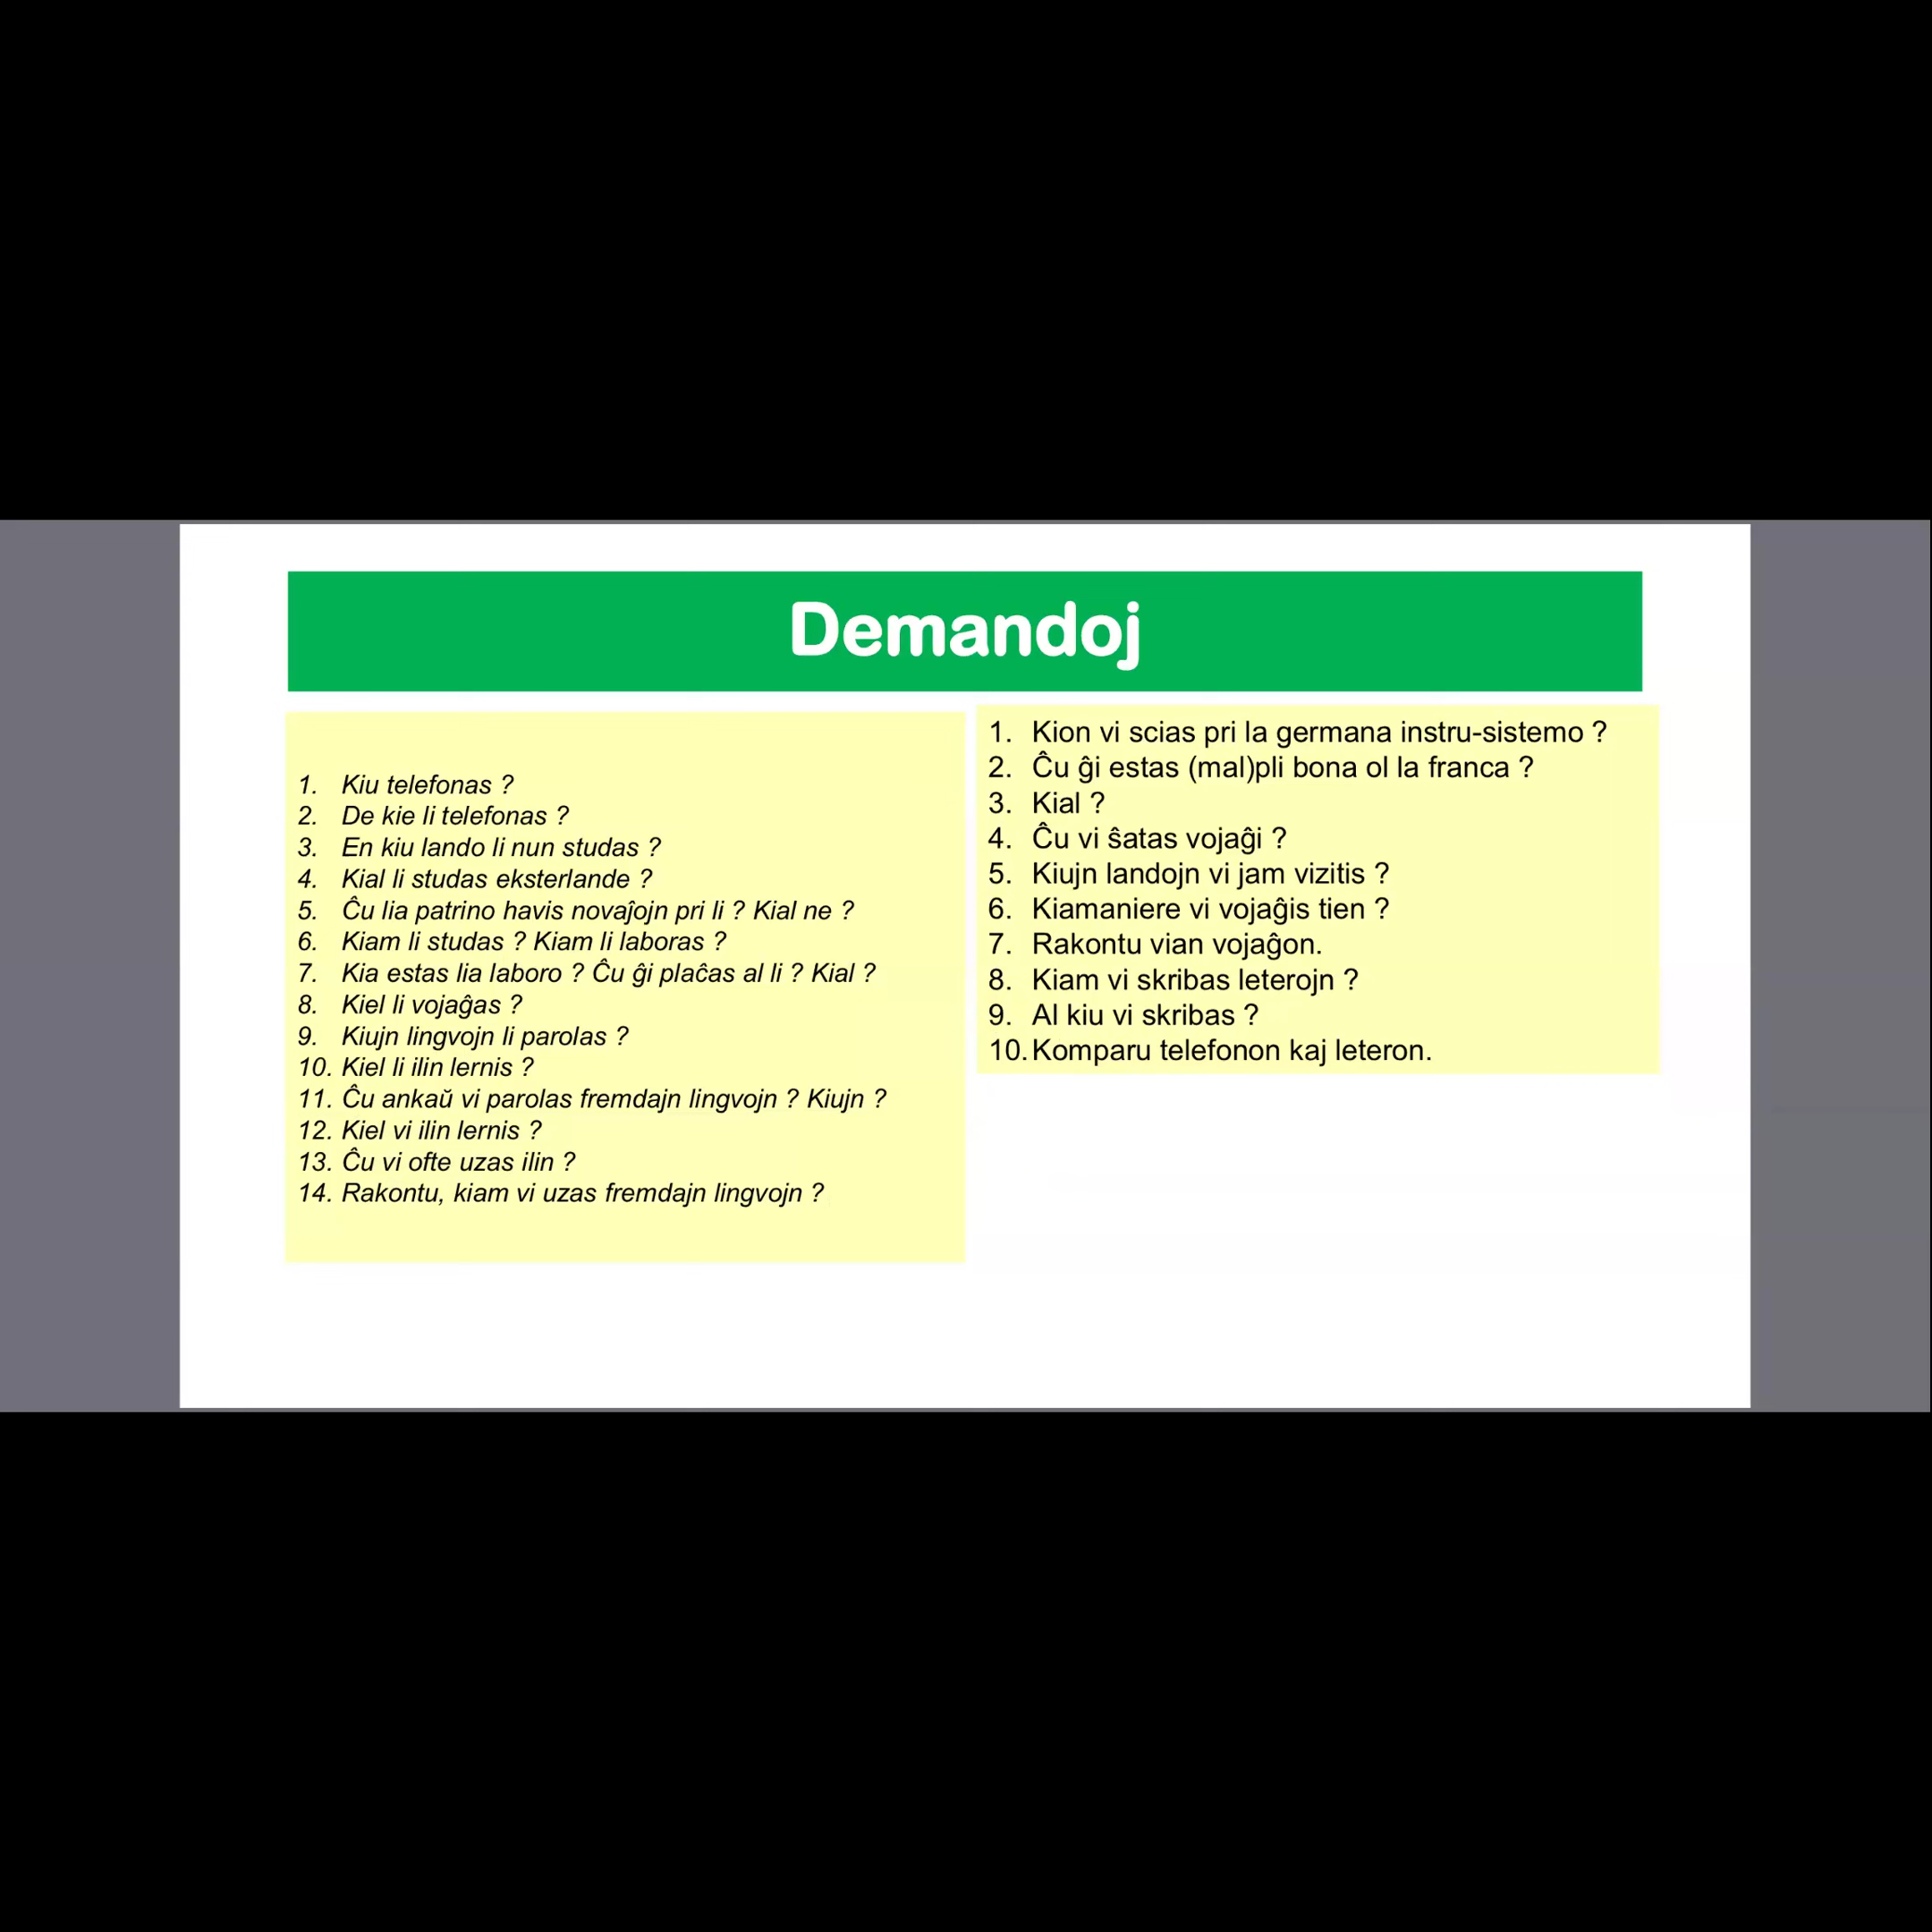 Demandoj
1. Kiu telefonas ?
2. De kie li telefonas ?
3. En kiu lando li nun studas ?
4. Kial li studas eksterlande ?
5. Ĉu lia patrino havis novaĵojn pri li ? Kial ne ?
6. Kiam li studas ? Kiam li laboras ?
7. Kia estas lia laboro ? Ĉu ĝi plaĉas al li ? Kial ?
8. Kiel li vojaĝas ?
9. Kiujn lingvojn li parolas ?
10. Kiel li ilin lernis ?
11. Ĉu ankaŭ vi parolas fremdajn lingvojn ? Kiujn ?
12. Kiel vi ilin lernis ?
13. Ĉu vi ofte uzas ilin ?
14. Rakontu, kiam vi uzas fremdajn lingvojn ?
1. Kion vi scias pri la germana instru-sistemo ?
2. Ĉu ĝi estas (mal)pli bona ol la franca ?
3. Kial ?
4. Ĉu vi ŝatas vojaĝi ?
5. Kiujn landojn vi jam vizitis ?
6. Kiamaniere vi vojaĝis tien ?
7. Rakontu vian vojaĝon.
8. Kiam vi skribas leterojn ?
9. Al kiu vi skribas ?
10. Komparu telefonon kaj leteron.